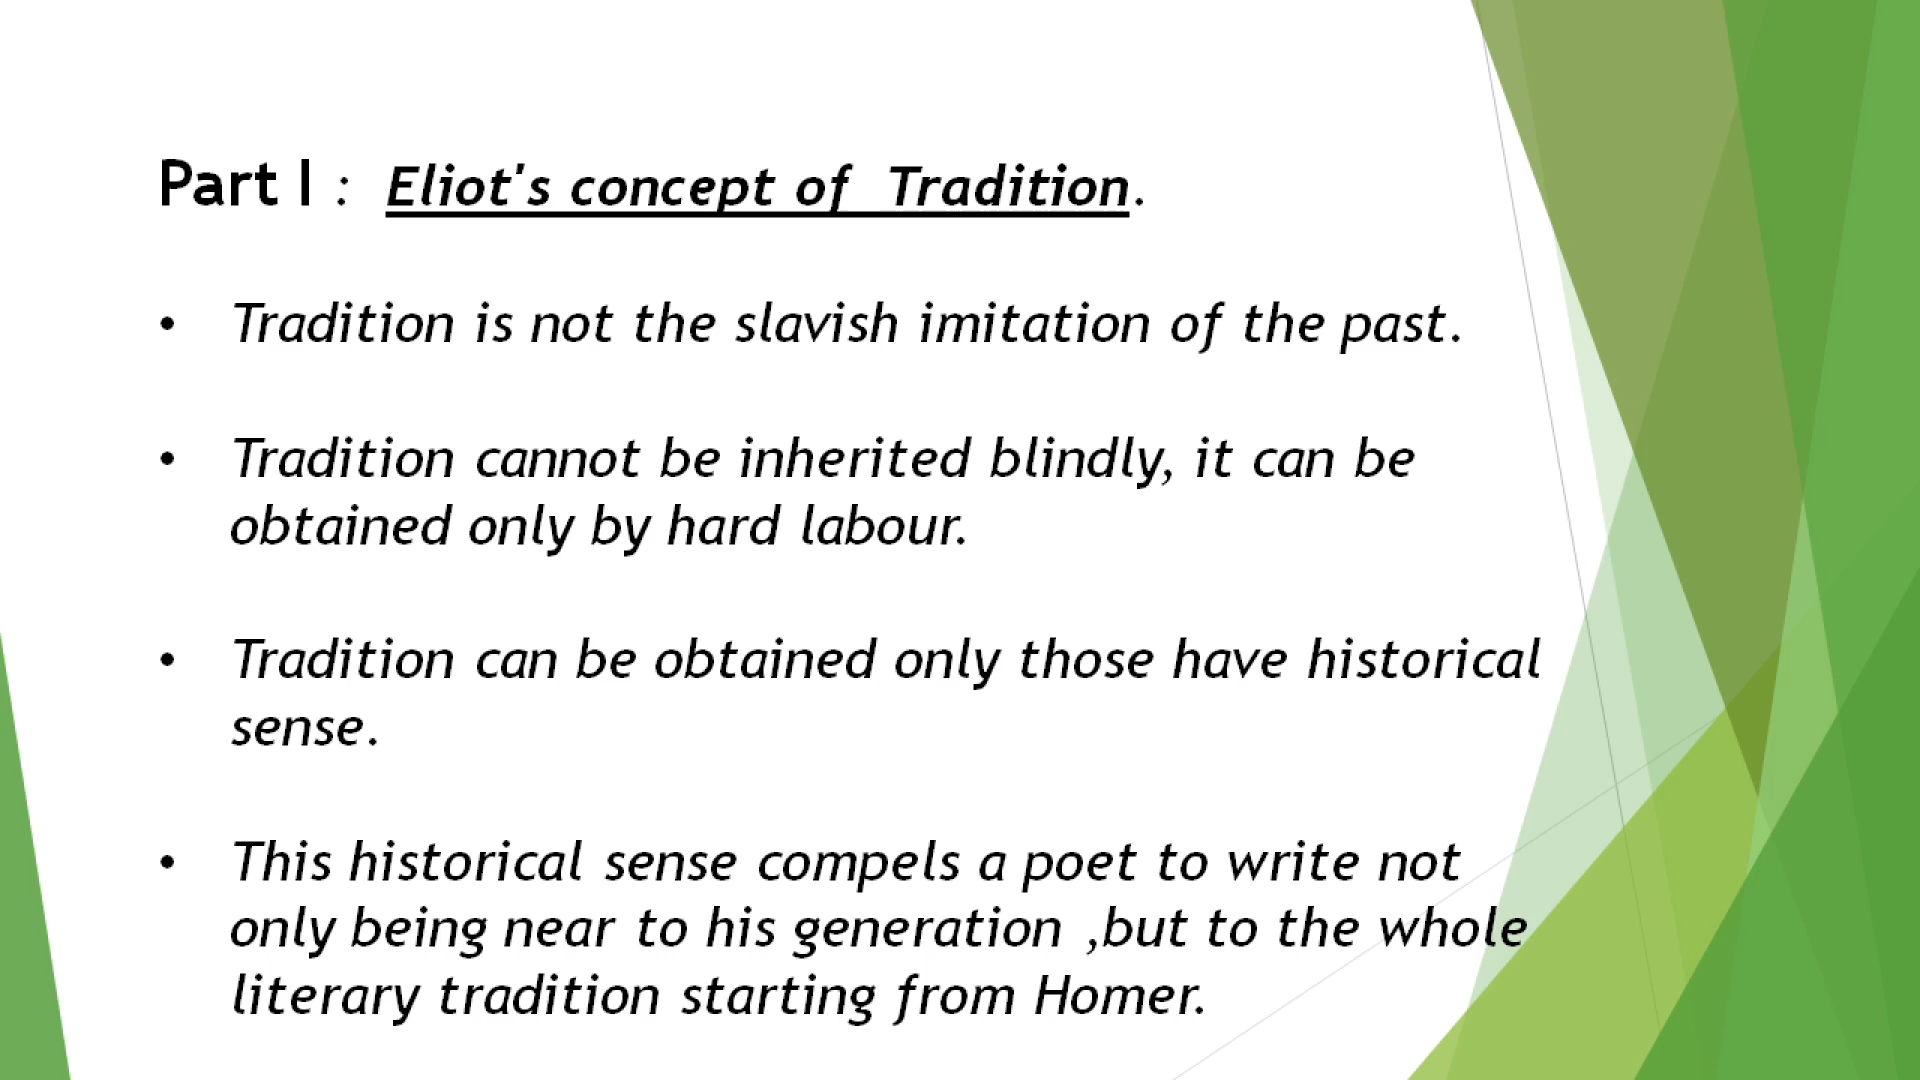 Part I : Eliot's concept of Tradition.
• Tradition is not the slavish imitation of the past.
• Tradition cannot be inherited blindly, it can be
obtained only by hard labour.
• Tradition can be obtained only those have historical
sense.
• This historical sense compels a poet to write not
only being near to his generation ,but to the whole
literary tradition starting from Homer.